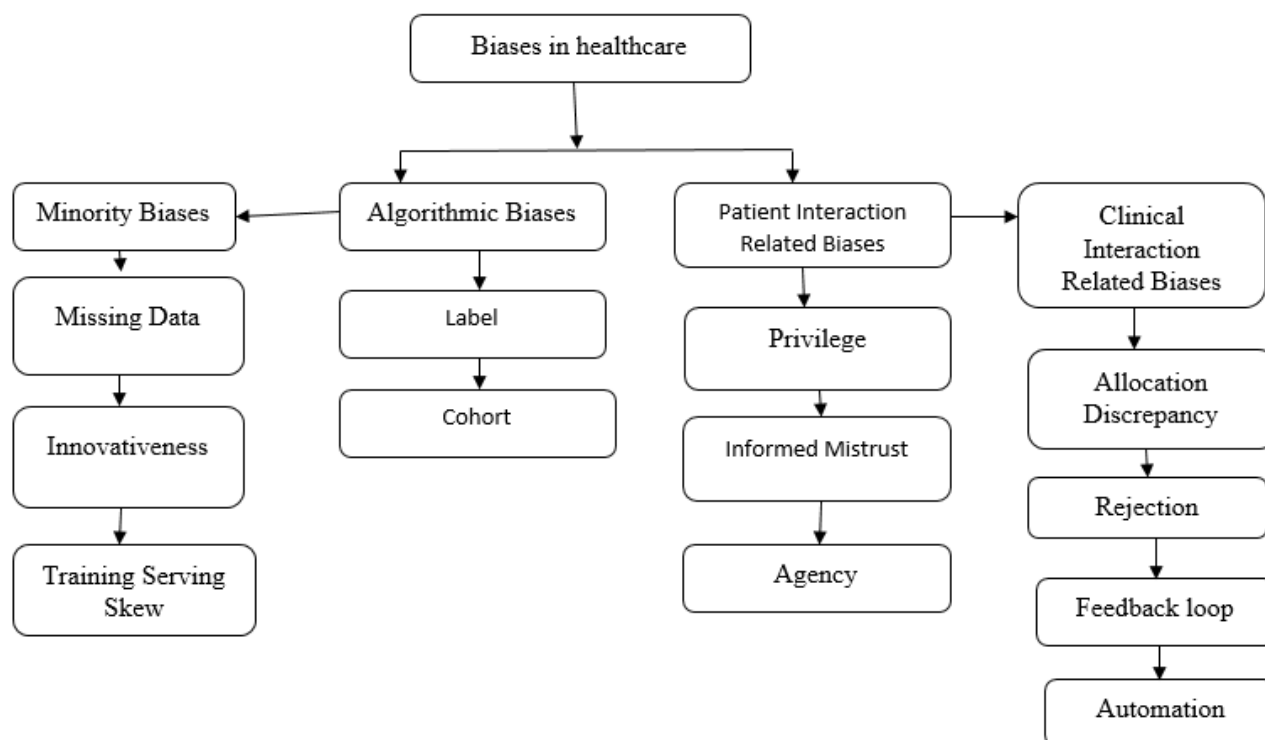 Biases in healthcare
Minority Biases
Algorithmic Biases
Patient Interaction
Related Biases
Clinical
Interaction
Related Biases
Missing Data
Label
Privilege
Allocation
Discrepancy
Innovativeness
Cohort
Informed Mistrust
Rejection
Training Serving
Skew
Agency
Feedback loop
Automation